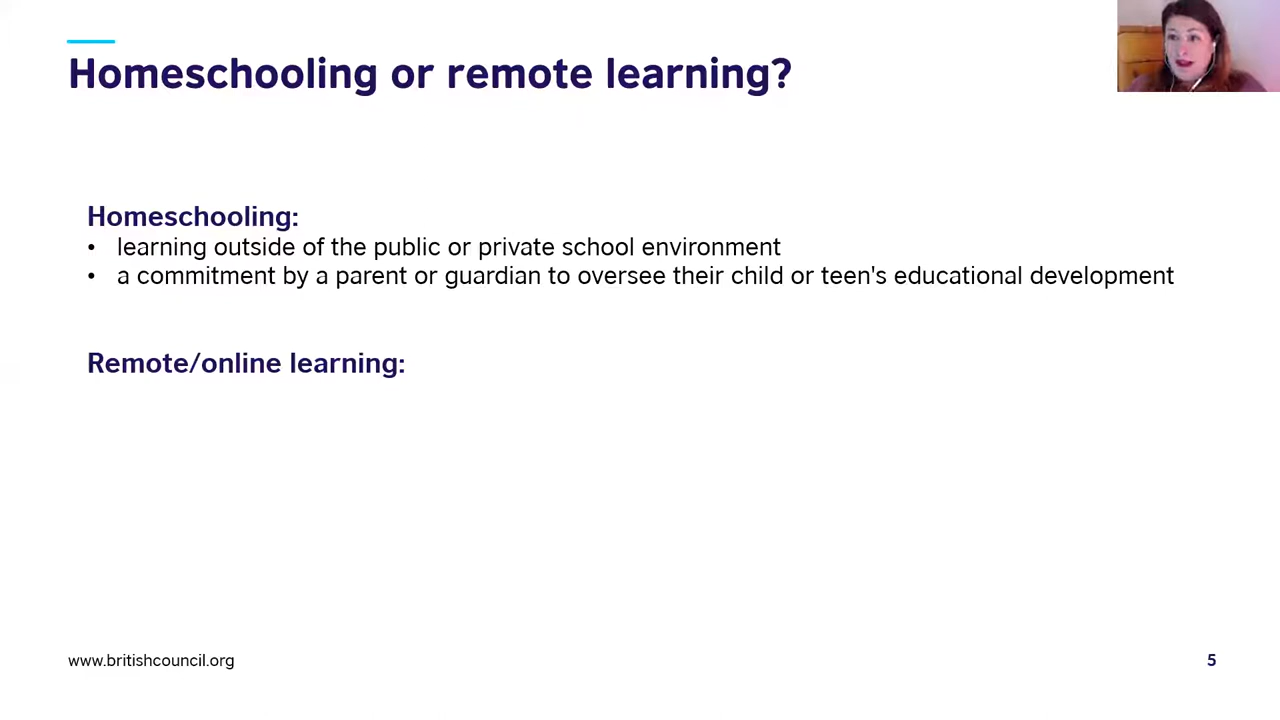 Homeschooling or remote learning?
Homeschooling:
• learning outside of the public or private school environment
• a commitment by a parent or guardian to oversee their child or teen's educational development
Remote/online learning:
www.britishcouncil.org
5